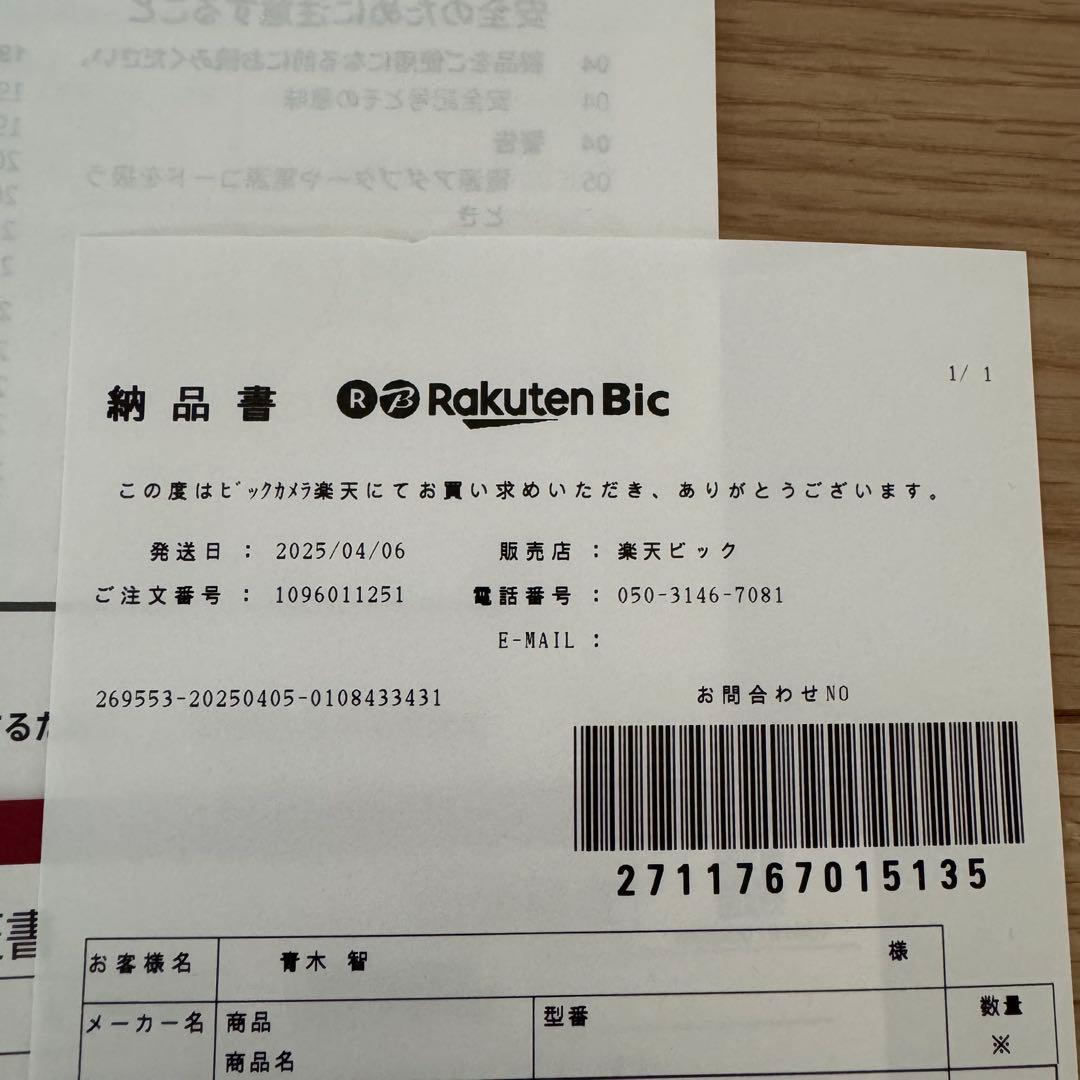 納品書 Rakuten Bic
1/ 1
この度はビックカメラ楽天にてお買い求めいただき、ありがとうございます。
発送日 : 2025/04/06 販売店 : 楽天ビック
ご注文番号 : 1096011251 電話番号 : 050-3146-7081
E-MAIL :
269553-20250405-0108433431 お問合わせNO
2711767015135
お客様名 青木 智 様
メーカー名 商品 型番 数量
商品名 ※